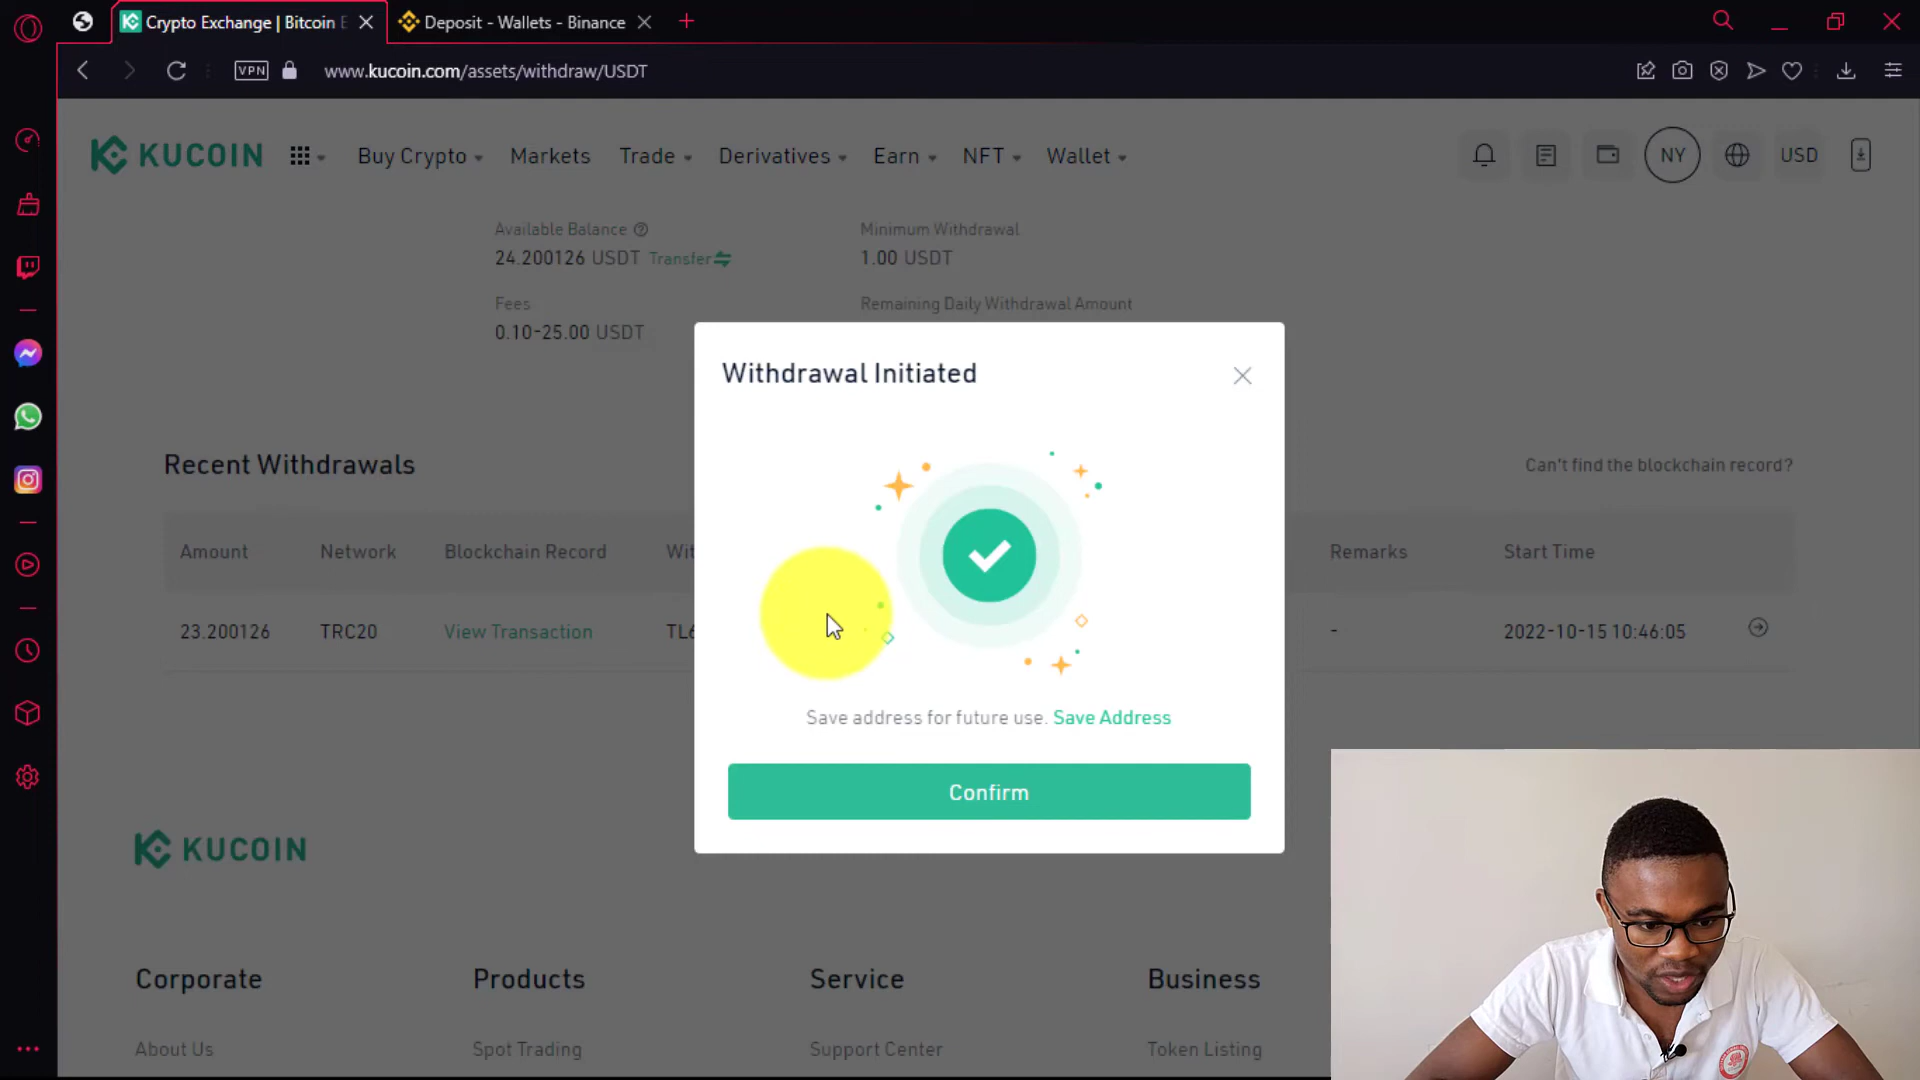 Crypto Exchange | Bitcoin E
Deposit - Wallets - Binance
VPN
www.kucoin.com/assets/withdraw/USDT
KUCOIN
Buy Crypto
Markets
Trade
Derivatives
Earn
NFT
Wallet
NY
USD
Available Balance
Minimum Withdrawal
24.200126 USDT Transfer
1.00 USDT
Fees
Remaining Daily Withdrawal Amount
0.10-25.00 USDT
Withdrawal Initiated
Recent Withdrawals
Can't find the blockchain record?
Amount
Network
Blockchain Record
Wit
Remarks
Start Time
23.200126
TRC20
View Transaction
TL6
-
2022-10-15 10:46:05
Save address for future use. Save Address
Confirm
KUCOIN
Corporate
Products
Service
Business
About Us
Spot Trading
Support Center
Token Listing